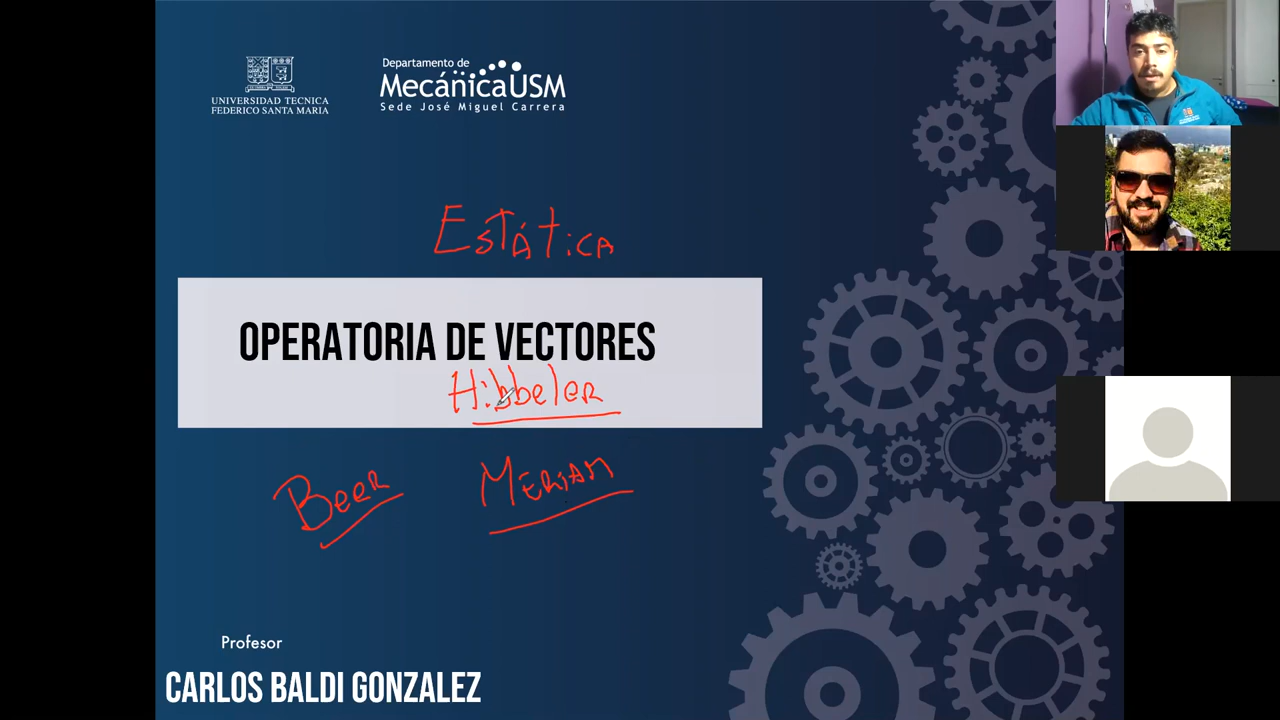 UNIVERSIDAD TECNICA
FEDERICO SANTA MARIA
Departamento de
MecánicaUSM
Sede José Miguel Carrera
ESTÁTICA
OPERATORIA DE VECTORES
Hibbeler
BEER
MERIAM
Profesor
CARLOS BALDI GONZALEZ